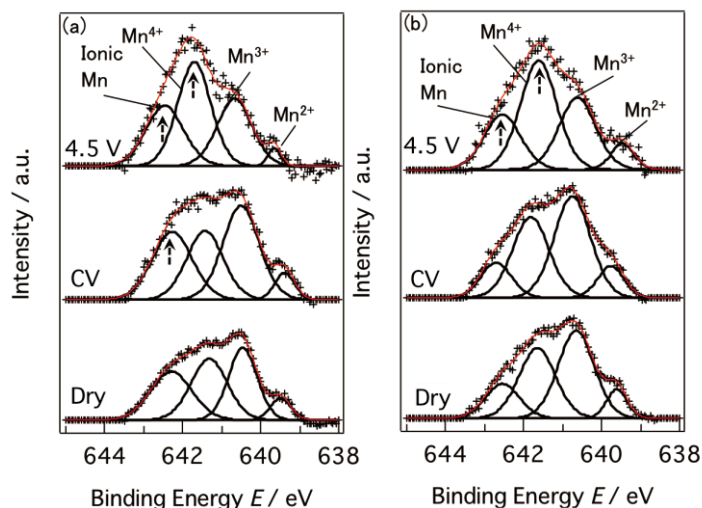 (a)
Mn4+
Ionic
Mn
Mn3+
Mn2+
4.5 V
CV
Dry
Intensity / a.u.
644
642
640
638
Binding Energy E / eV
(b)
Mn4+
Ionic
Mn
Mn3+
Mn2+
4.5 V
CV
Dry
Intensity / a.u.
644
642
640
638
Binding Energy E / eV